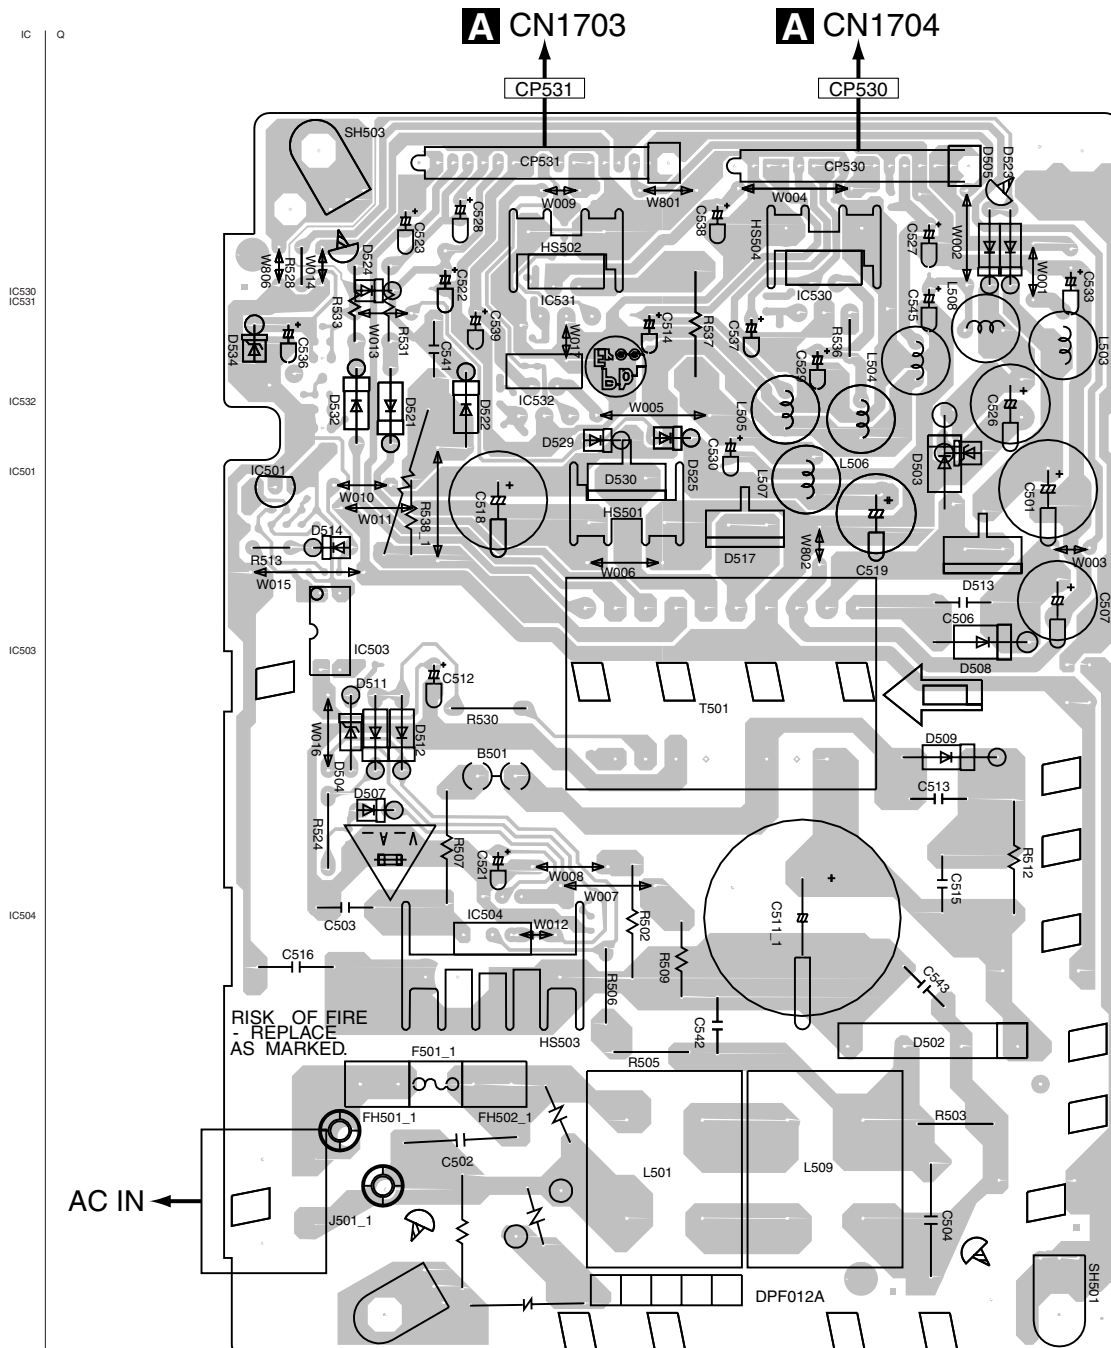 A CN1703
A CN1704
IC
Q
CP531
CP530
SH503
CP531
CP530
D505
D523
W009
W801
W004
C528
C523
C538
C527
W002
HS502
HS504
D524
W806
R528
W014
C522
IC531
IC530
W001
C533
IC530
IC531
R533
W013
R531
C539
C541
C514
R537
C537
R536
C545
L508
L503
D534
C536
W017
C529
L504
IC532
IC532
D532
D521
D522
W005
L505
C526
D529
D525
C530
L506
D503
IC501
IC501
D530
L507
W010
W011
R538_1
C518
HS501
C501
D514
D517
W802
C519
R513
W015
W006
W003
D513
C506
C507
IC503
IC503
D508
D511
C512
R530
T501
W016
D504
D512
B501
D509
D507
C513
R524
V
A
R507
C521
W008
W007
R512
C515
IC504
C503
IC504
W012
R502
C511_1
R509
C516
R506
C543
RISK OF FIRE
- REPLACE
AS MARKED.
HS503
C542
D502
F501_1
R505
FH501_1
FH502_1
R503
C502
L501
L509
AC IN
J501_1
C504
SH501
DPF012A